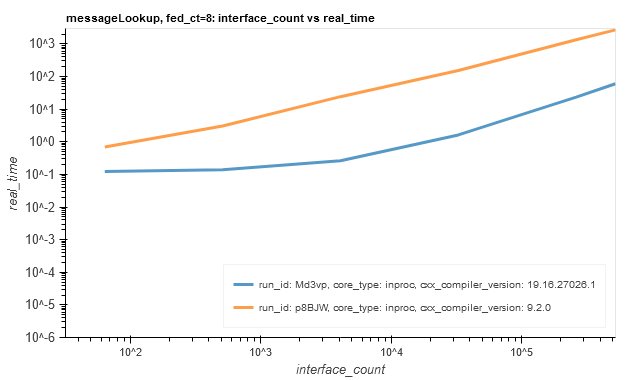 messageLookup, fed_ct=8: interface_count vs real_time
10^3
10^2
10^1
10^0
10^-1
10^-2
10^-3
10^-4
10^-5
10^-6
real_time
run_id: Md3vp, core_type: inproc, cxx_compiler_version: 19.16.27026.1
run_id: p8BJW, core_type: inproc, cxx_compiler_version: 9.2.0
10^2
10^3
10^4
10^5
interface_count